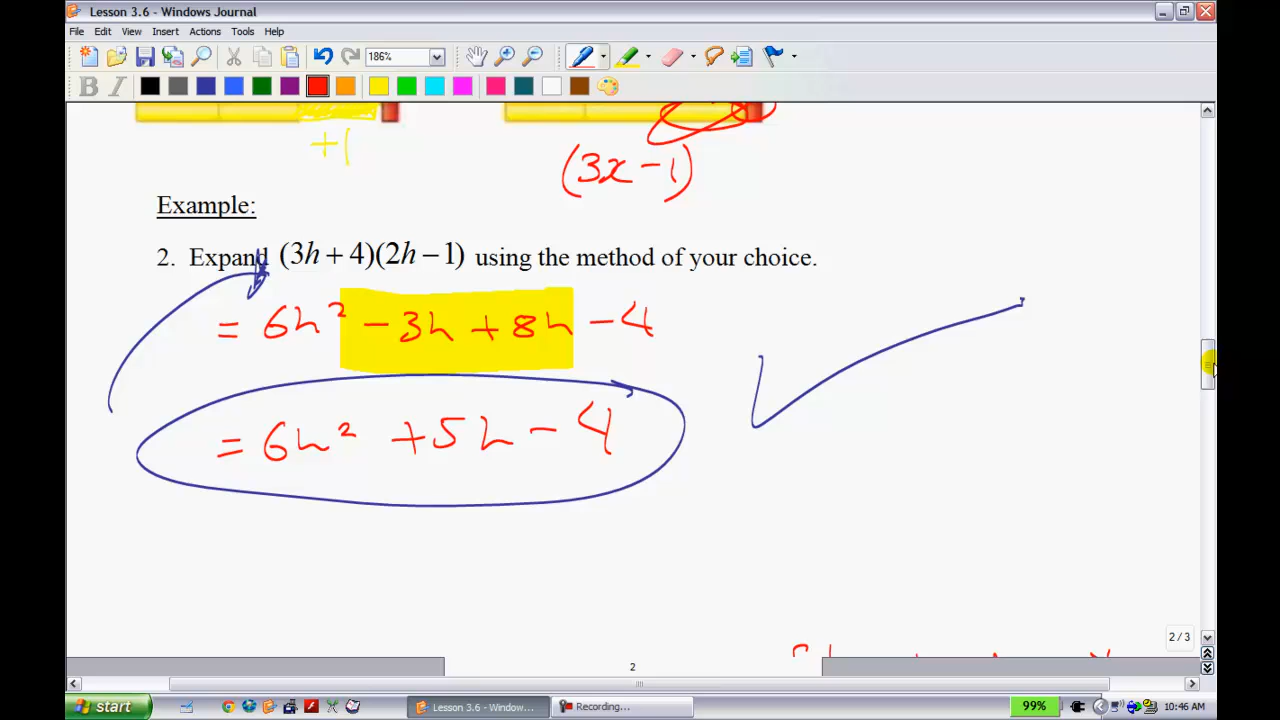 Lesson 3.6 - Windows Journal
File Edit View Insert Actions Tools Help
186%
B I
+1
(3x - 1)
Example:
2. Expand (3h + 4)(2h − 1) using the method of your choice.
= 6h² - 3h + 8h - 4
= 6h² + 5h - 4
2/3
2
start Lesson 3.6 - Window... Recording... 99% 10:46 AM